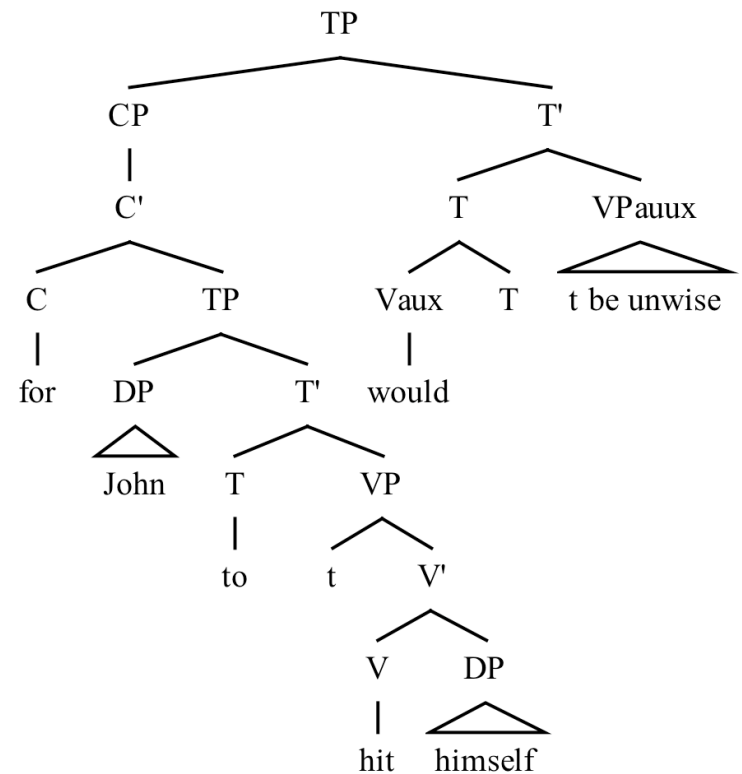 TP
CP T'
C' T VPauux
C TP Vaux T t be unwise
for DP T' would
John T VP
to t V'
V DP
hit himself